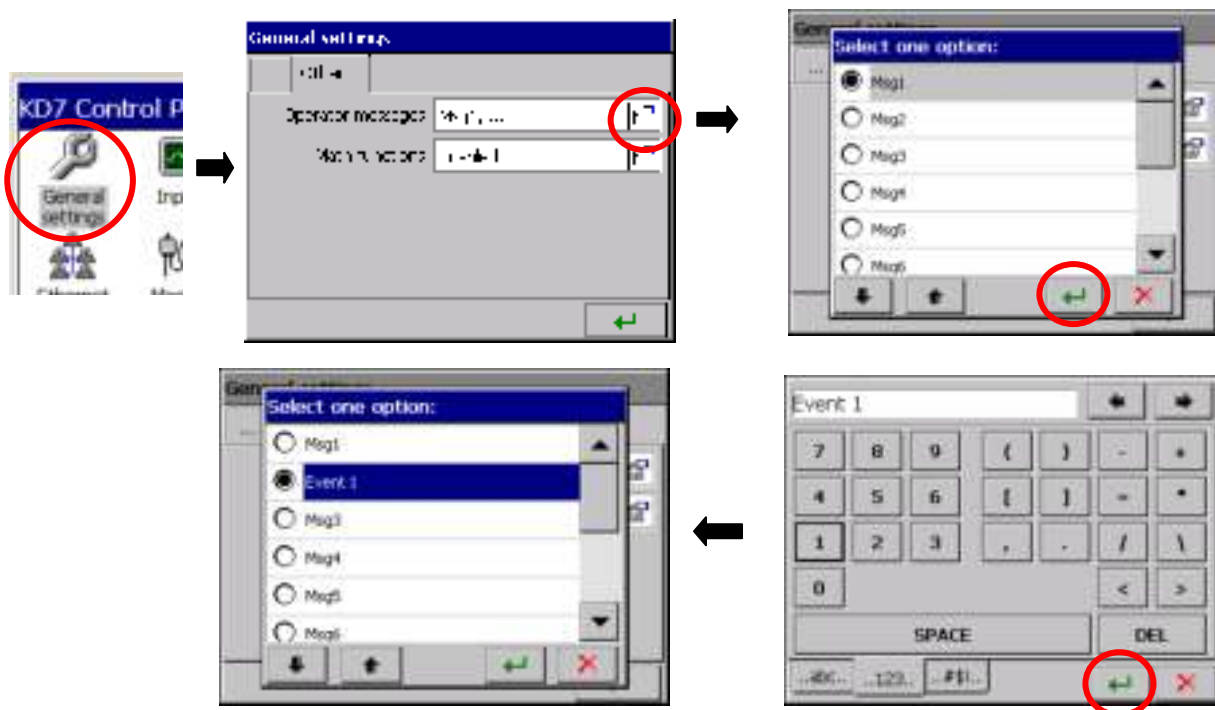 KD7 Control P
General
settings
Inp
General settings
Operator messages
Math functions
Select one option:
...
Msg1
Msg2
Msg3
Msg4
Msg5
Msg6
Select one option:
...
Msg1
Event 1
Msg3
Msg4
Msg5
Msg6
Event 1
7 8 9 ( ) - +
4 5 6 [ ] = *
1 2 3 , . / \
0 < >
SPACE DEL
..abc.. ..123.. ..#$!..